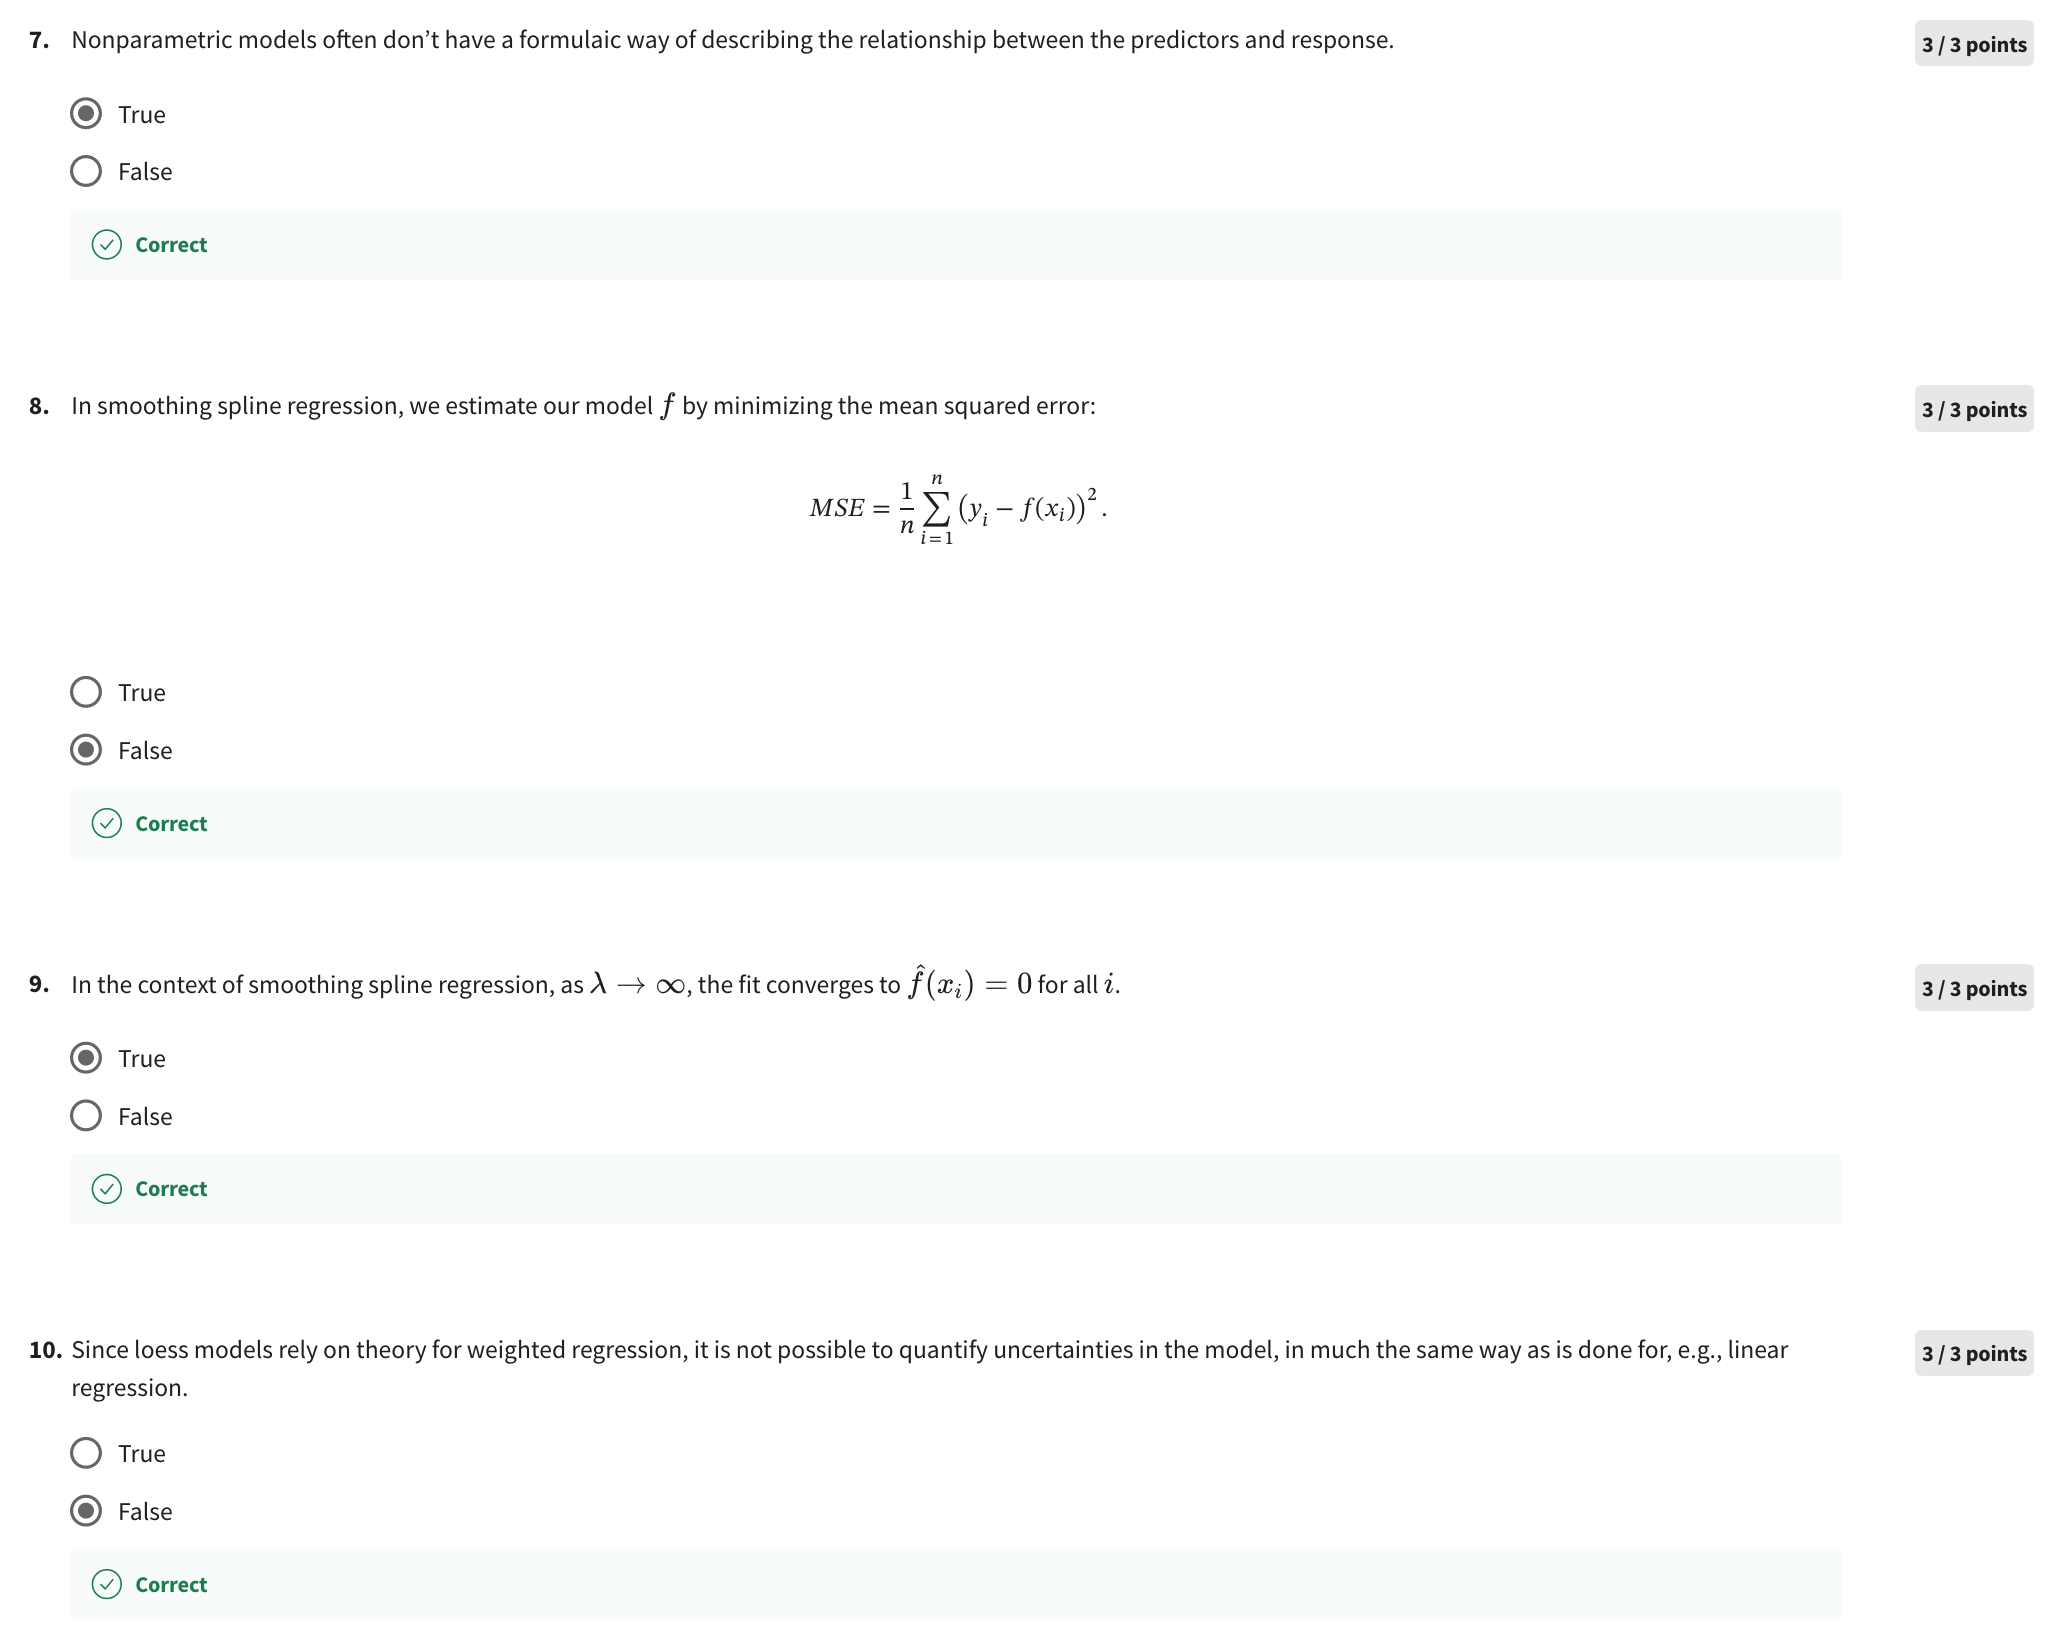 7. Nonparametric models often don’t have a formulaic way of describing the relationship between the predictors and response.
3 / 3 points
True
False
Correct
8. In smoothing spline regression, we estimate our model f by minimizing the mean squared error:
3 / 3 points
MSE = \frac{1}{n} \sum_{i=1}^{n} (y_i − f(x_i))^2 .
True
False
Correct
9. In the context of smoothing spline regression, as λ → ∞, the fit converges to \hat{f}(x_i) = 0 for all i.
3 / 3 points
True
False
Correct
10. Since loess models rely on theory for weighted regression, it is not possible to quantify uncertainties in the model, in much the same way as is done for, e.g., linear
regression.
3 / 3 points
True
False
Correct